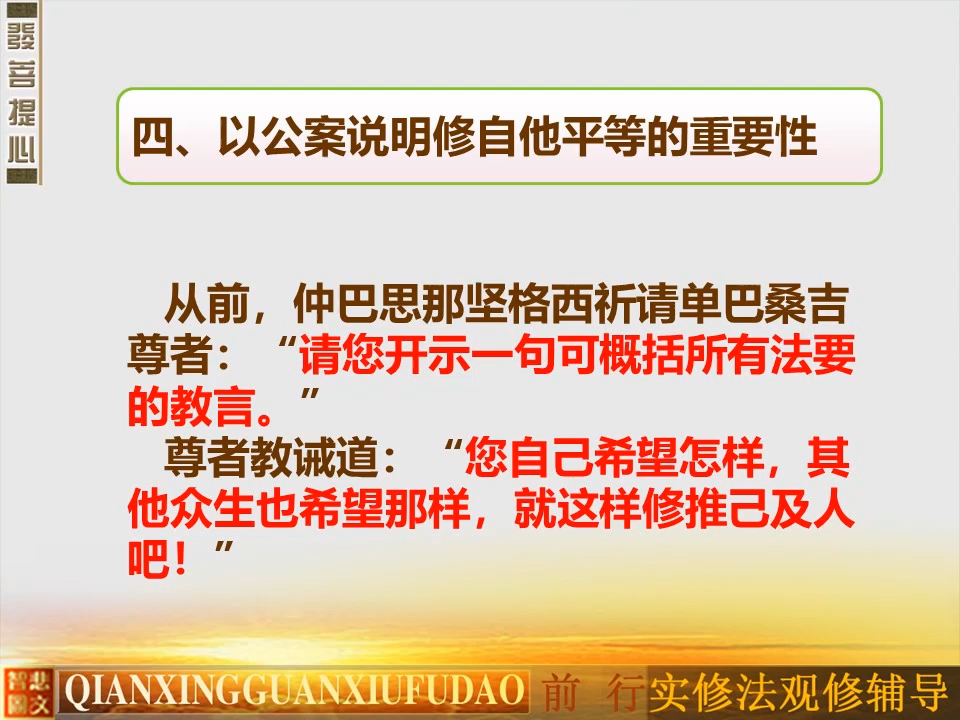 發菩提心
四、以公案说明修自他平等的重要性
从前，仲巴思那坚格西祈请单巴桑吉
尊者：“请您开示一句可概括所有法要
的教言。”
尊者教诫道：“您自己希望怎样，其
他众生也希望那样，就这样修推己及人
吧！”
QIANXINGGUANXIUFUDAO 前 行 实修法观修辅导